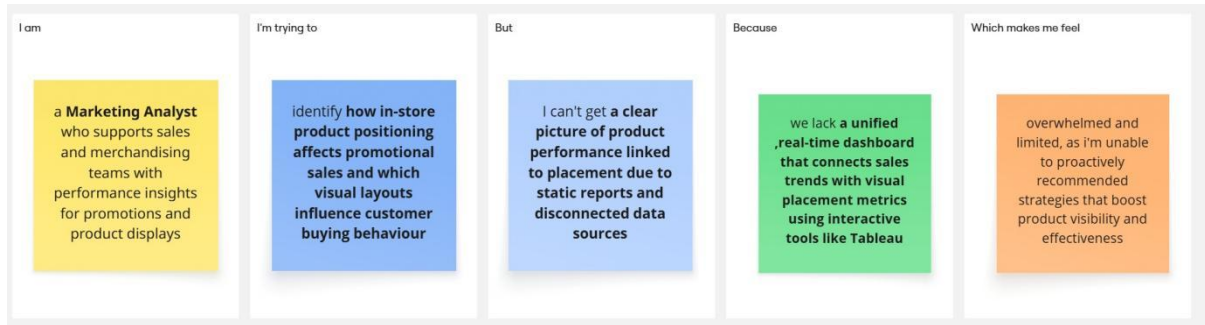 I am
a Marketing Analyst
who supports sales
and merchandising
teams with
performance insights
for promotions and
product displays
I'm trying to
identify how in-store
product positioning
affects promotional
sales and which
visual layouts
influence customer
buying behaviour
But
I can't get a clear
picture of product
performance linked
to placement due to
static reports and
disconnected data
sources
Because
we lack a unified
,real-time dashboard
that connects sales
trends with visual
placement metrics
using interactive
tools like Tableau
Which makes me feel
overwhelmed and
limited, as i'm unable
to proactively
recommended
strategies that boost
product visibility and
effectiveness